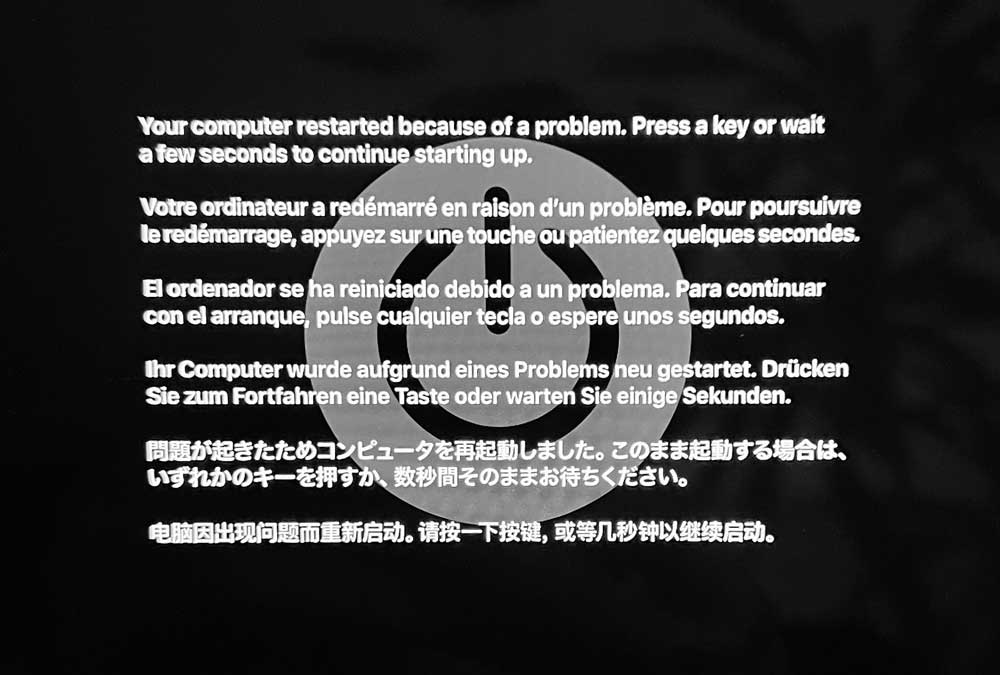 Your computer restarted because of a problem. Press a key or wait
a few seconds to continue starting up.
Votre ordinateur a redémarré en raison d'un problème. Pour poursuivre
le redémarrage, appuyez sur une touche ou patientez quelques secondes.
El ordenador se ha reiniciado debido a un problema. Para continuar
con el arranque, pulse cualquier tecla o espere unos segundos.
Ihr Computer wurde aufgrund eines Problems neu gestartet. Drücken
Sie zum Fortfahren eine Taste oder warten Sie einige Sekunden.
問題が起きたためコンピュータを再起動しました。このまま起動する場合は、
いずれかのキーを押すか、数秒間そのままお待ちください。
电脑因出现问题而重新启动。请按一下按键，或等几秒钟以继续启动。